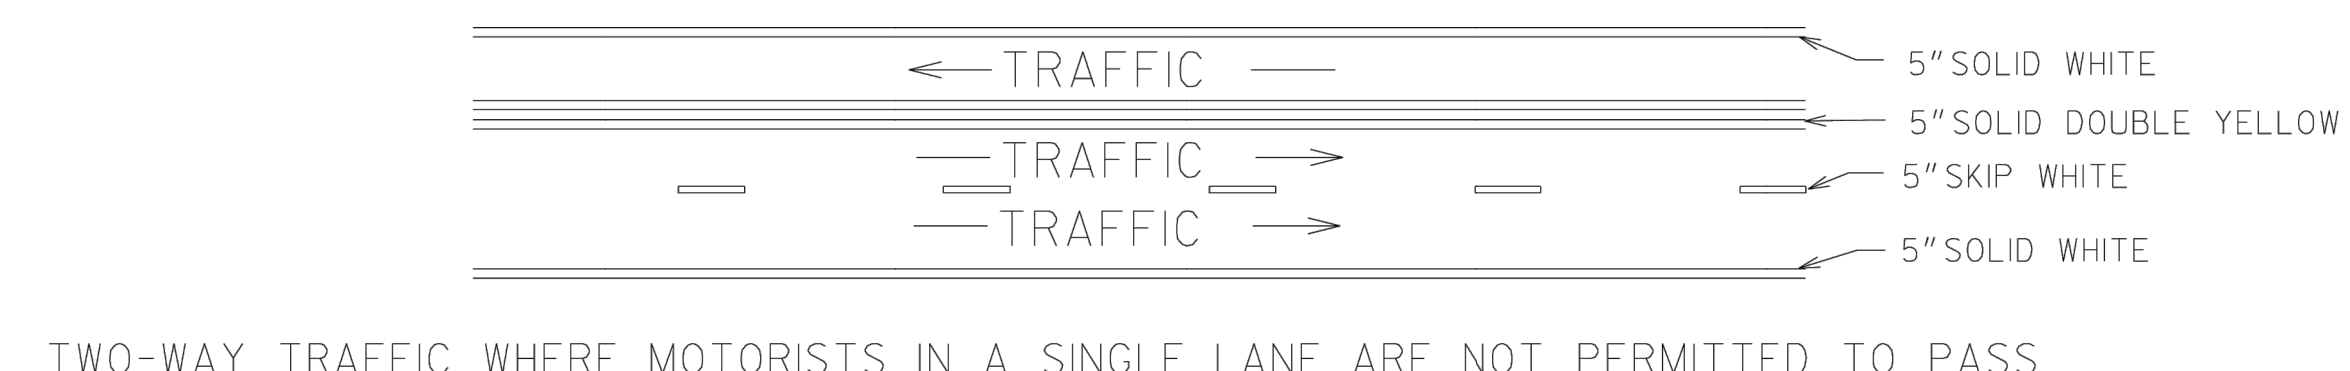 TRAFFIC
5"SOLID WHITE
5"SOLID DOUBLE YELLOW
TRAFFIC
5"SKIP WHITE
TRAFFIC
5"SOLID WHITE
TWO-WAY TRAFFIC WHERE MOTORISTS IN A SINGLE LANE ARE NOT PERMITTED TO PASS